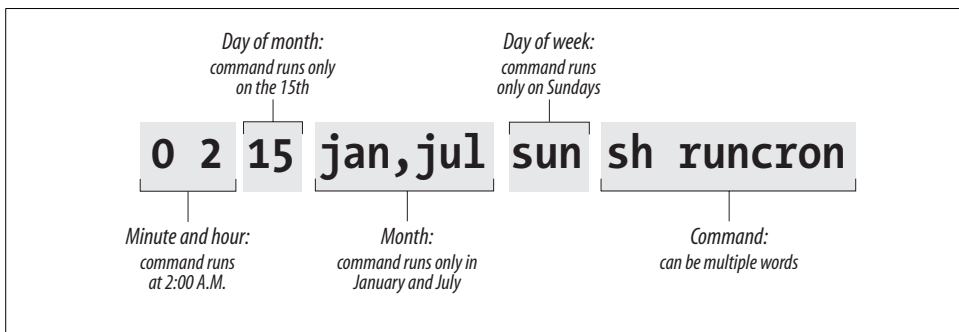 Day of month:
command runs only
on the 15th
Day of week:
command runs
only on Sundays
0 2 15 jan,jul sun sh runcron
Minute and hour:
command runs
at 2:00 A.M.
Month:
command runs only in
January and July
Command:
can be multiple words